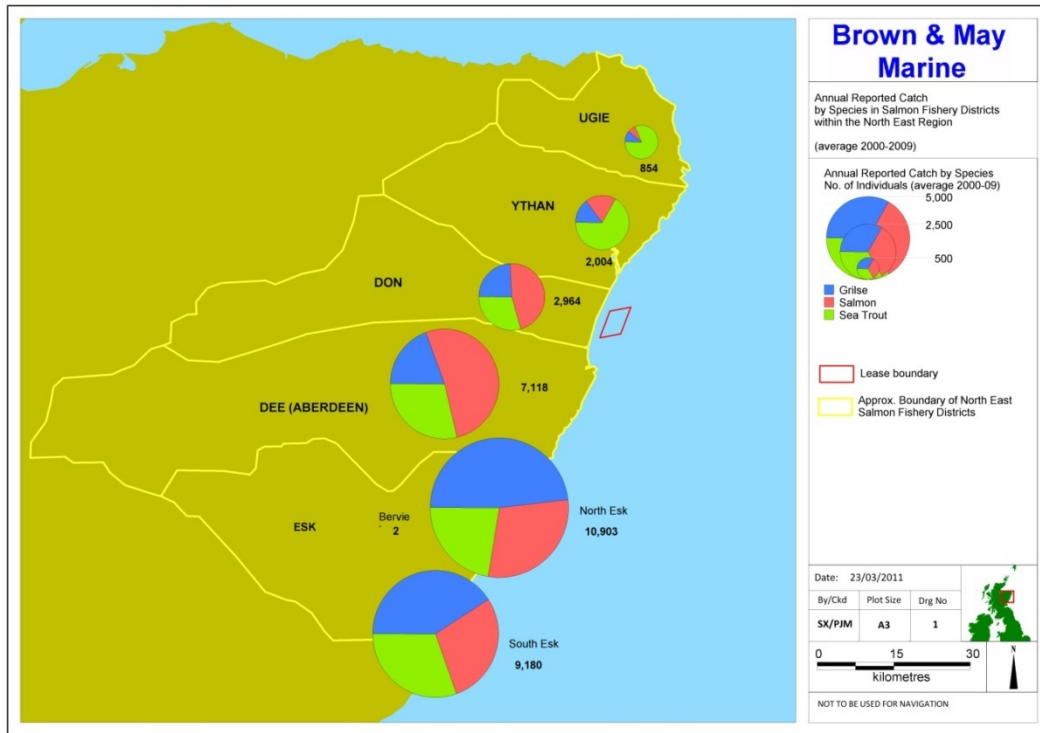 UGIE
854
YTHAN
2,004
DON
2,964
DEE (ABERDEEN)
7,118
ESK
Bervie
2
North Esk
10,903
South Esk
9,180
Brown & May
Marine
Annual Reported Catch
by Species in Salmon Fishery Districts
within the North East Region
(average 2000-2009)
Annual Reported Catch by Species
No. of Individuals (average 2000-09)
5,000
2,500
500
Grilse
Salmon
Sea Trout
Lease boundary
Approx. Boundary of North East
Salmon Fishery Districts
Date: 23/03/2011
By/Ckd Plot Size Drg No
SX/PJM A3 1
0 15 30
kilometres
N
NOT TO BE USED FOR NAVIGATION